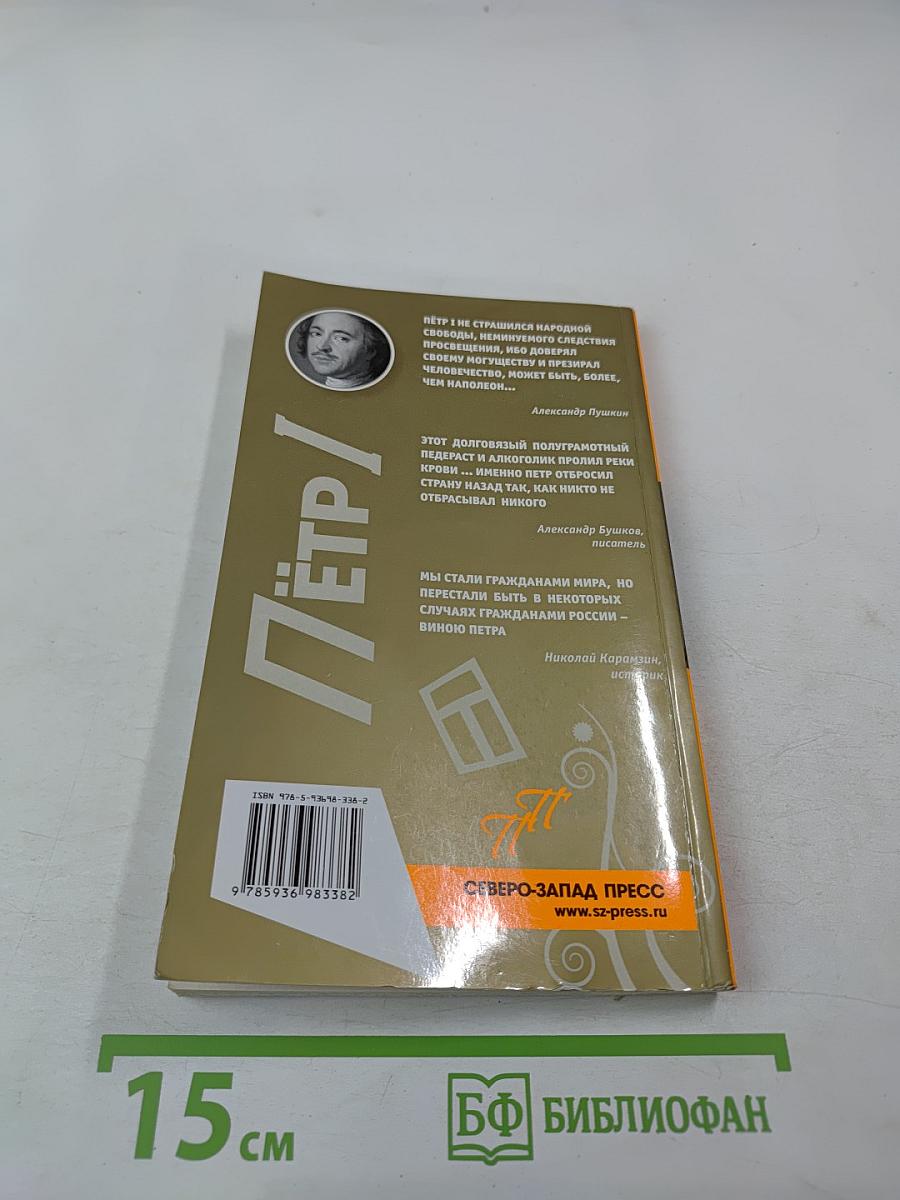 ПЁТР I НЕ СТРАШИЛСЯ НАРОДНОЙ
СВОБОДЫ, НЕМИНУЕМОГО СЛЕДСТВИЯ
ПРОСВЕЩЕНИЯ, ИБО ДОВЕРЯЛ
СВОЕМУ МОГУЩЕСТВУ И ПРЕЗИРАЛ
ЧЕЛОВЕЧЕСТВО, МОЖЕТ БЫТЬ, БОЛЕЕ,
ЧЕМ НАПОЛЕОН...
Александр Пушкин
ЭТОТ ДОЛГОВЯЗЫЙ ПОЛУГРАМОТНЫЙ
ПЕДЕРАСТ И АЛКОГОЛИК ПРОЛИЛ РЕКИ
КРОВИ ... ИМЕННО ПЕТР ОТБРОСИЛ
СТРАНУ НАЗАД ТАК, КАК НИКТО НЕ
ОТБРАСЫВАЛ НИКОГО
Александр Бушков,
писатель
МЫ СТАЛИ ГРАЖДАНАМИ МИРА, НО
ПЕРЕСТАЛИ БЫТЬ В НЕКОТОРЫХ
СЛУЧАЯХ ГРАЖДАНАМИ РОССИИ –
ВИНОЮ ПЕТРА
Николай Карамзин,
историк
ПЁТР I
ISBN 978-5-93698-338-2
9 785936 983382
СЕВЕРО-ЗАПАД ПРЕСС
www.sz-press.ru
15 см
БФ БИБЛИОФАН